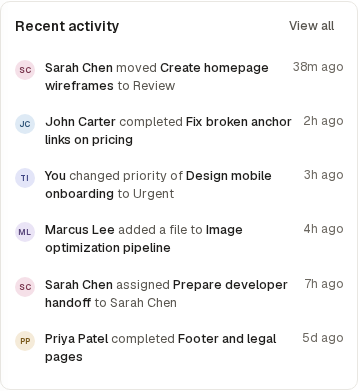 Recent activity View all
SC Sarah Chen moved Create homepage 38m ago
wireframes to Review
JC John Carter completed Fix broken anchor 2h ago
links on pricing
TI You changed priority of Design mobile 3h ago
onboarding to Urgent
ML Marcus Lee added a file to Image 4h ago
optimization pipeline
SC Sarah Chen assigned Prepare developer 7h ago
handoff to Sarah Chen
PP Priya Patel completed Footer and legal 5d ago
pages